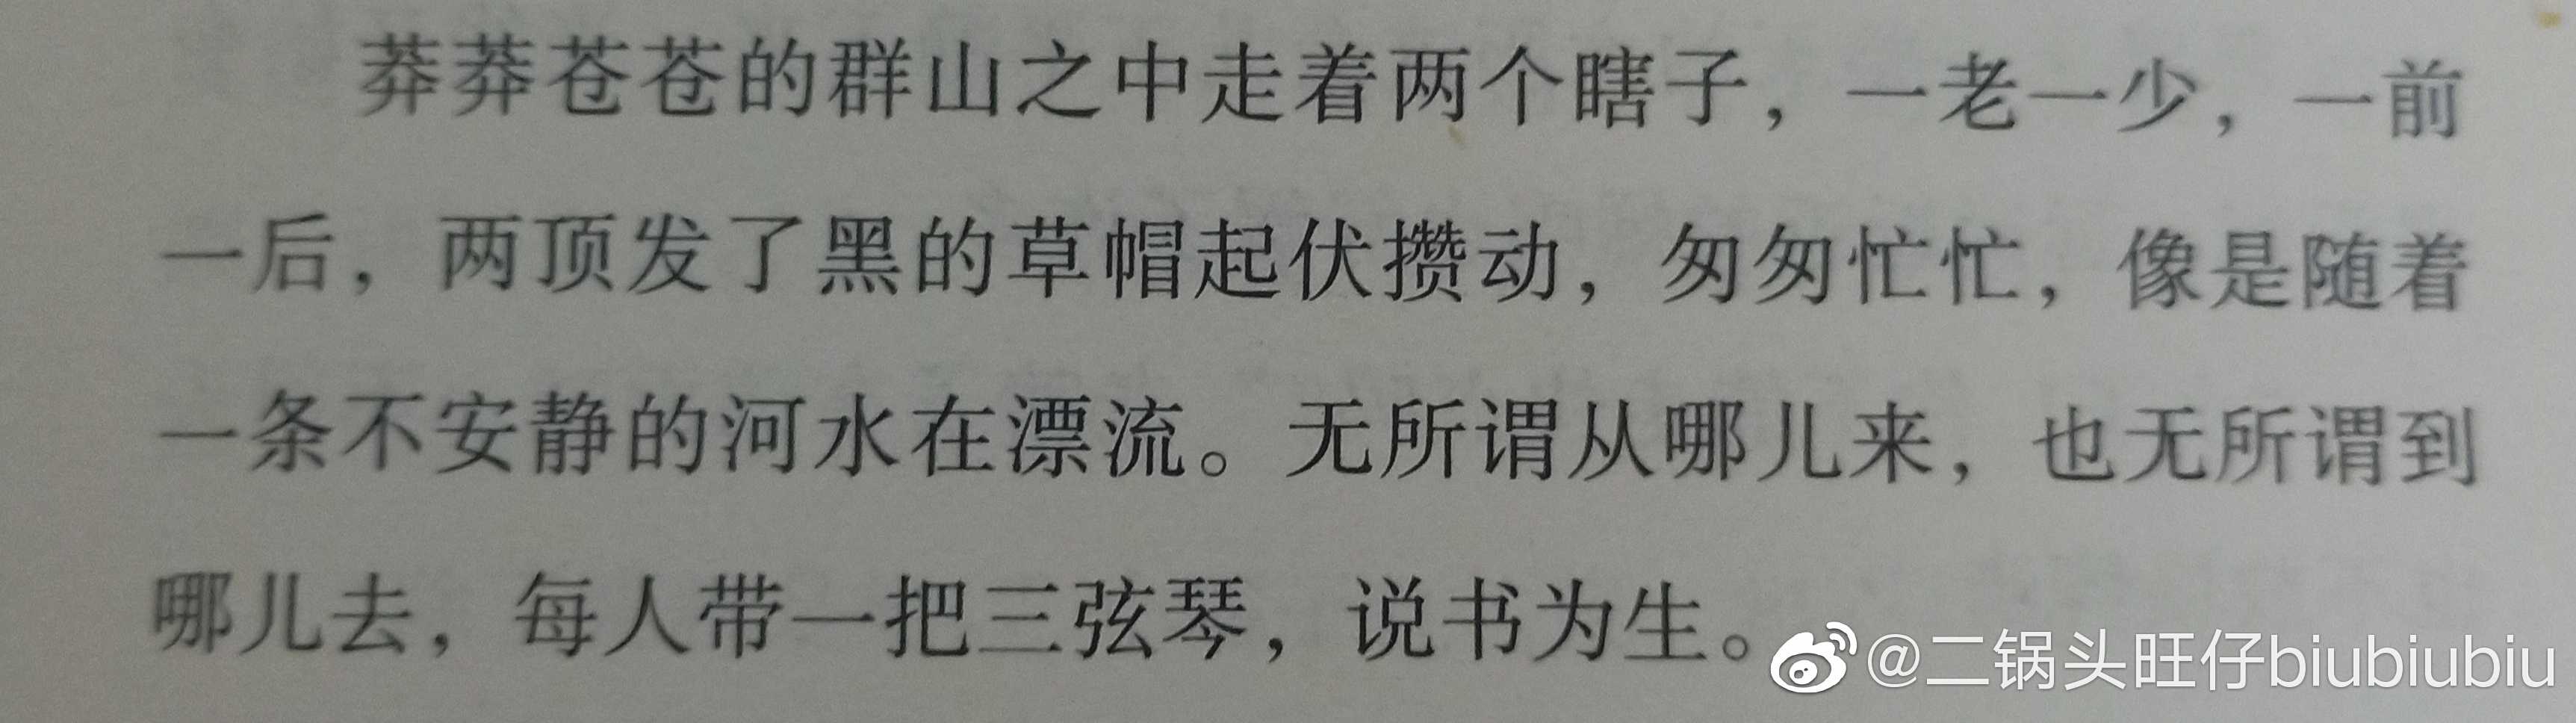 莽莽苍苍的群山之中走着两个瞎子，一老一少，一前
一后，两顶发了黑的草帽起伏攒动，匆匆忙忙，像是随着
一条不安静的河水在漂流。无所谓从哪儿来，也无所谓到
哪儿去，每人带一把三弦琴，说书为生。
@二锅头旺仔biubiubiu